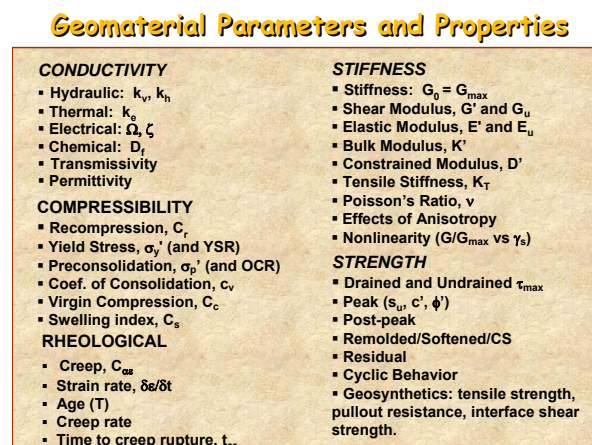 Geomaterial Parameters and Properties
CONDUCTIVITY
▪ Hydraulic: kv, kh
▪ Thermal: ke
▪ Electrical: Ω, ζ
▪ Chemical: Df
▪ Transmissivity
▪ Permittivity
COMPRESSIBILITY
▪ Recompression, Cr
▪ Yield Stress, σy' (and YSR)
▪ Preconsolidation, σp’ (and OCR)
▪ Coef. of Consolidation, cv
▪ Virgin Compression, Cc
▪ Swelling index, Cs
RHEOLOGICAL
▪ Creep, Cαε
▪ Strain rate, δε/δt
▪ Age (T)
▪ Creep rate
▪ Time to creep rupture,
STIFFNESS
▪ Stiffness: G0 = Gmax
▪ Shear Modulus, G' and Gu
▪ Elastic Modulus, E' and Eu
▪ Bulk Modulus, K’
▪ Constrained Modulus, D’
▪ Tensile Stiffness, KT
▪ Poisson's Ratio, ν
▪ Effects of Anisotropy
▪ Nonlinearity (G/Gmax vs γs)
STRENGTH
▪ Drained and Undrained τmax
▪ Peak (su, c’, ϕ’)
▪ Post-peak
▪ Remolded/Softened/CS
▪ Residual
▪ Cyclic Behavior
▪ Geosynthetics: tensile strength,
pullout resistance, interface shear
strength.